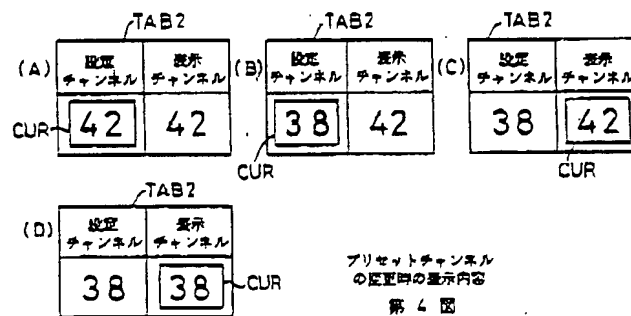 TAB2
(A)
設定
チャンネル
表示
チャンネル
CUR
42
42
TAB2
(B)
設定
チャンネル
表示
チャンネル
38
42
CUR
TAB2
(C)
設定
チャンネル
表示
チャンネル
38
42
CUR
TAB2
(D)
設定
チャンネル
表示
チャンネル
38
38
CUR
プリセットチャンネル
の変更時の表示内容
第4図